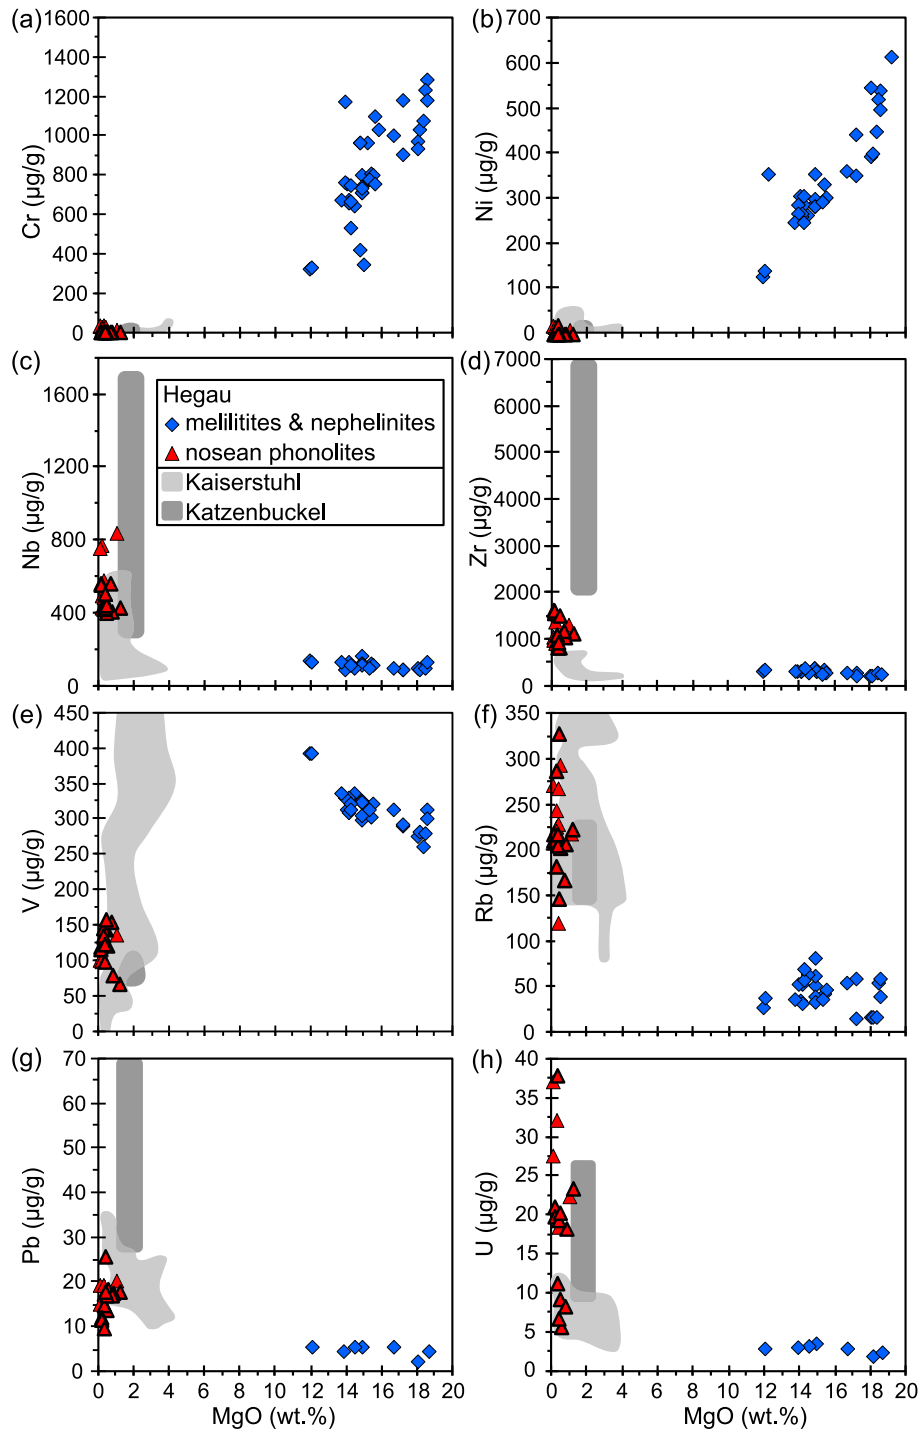 (a)
1600
1400
1200
1000
800
600
400
200
0
Cr (µg/g)
(b)
700
600
500
400
300
200
100
0
Ni (µg/g)
(c)
1600
1200
800
400
0
Nb (µg/g)
Hegau
melilitites & nephelinites
nosean phonolites
Kaiserstuhl
Katzenbuckel
(d)
7000
6000
5000
4000
3000
2000
1000
0
Zr (µg/g)
(e)
450
400
350
300
250
200
150
100
50
0
V (µg/g)
(f)
350
300
250
200
150
100
50
0
Rb (µg/g)
(g)
70
60
50
40
30
20
10
0
Pb (µg/g)
0 2 4 6 8 10 12 14 16 18 20
MgO (wt.%)
(h)
40
35
30
25
20
15
10
5
0
U (µg/g)
0 2 4 6 8 10 12 14 16 18 20
MgO (wt.%)